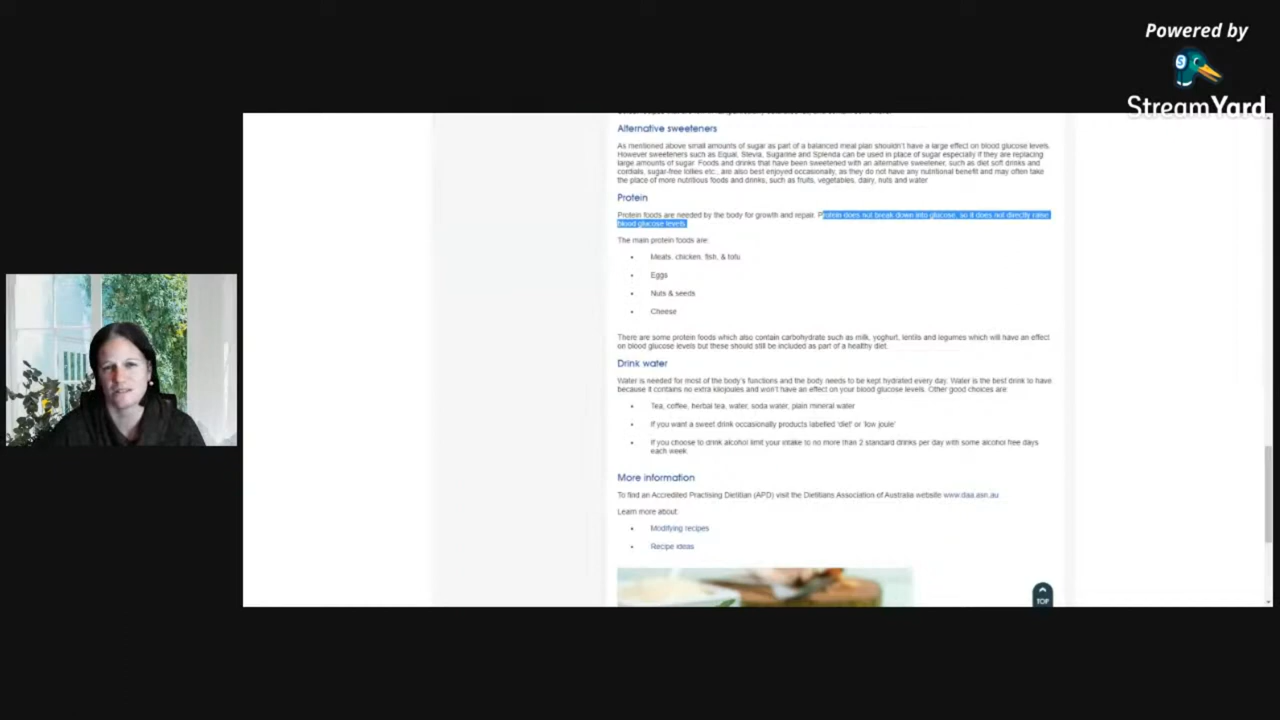 Powered by
StreamYard
Alternative sweeteners
As mentioned above small amounts of sugar as part of a balanced meal plan shouldn't have a large effect on blood glucose levels.
However sweeteners such as Equal, Stevia, Sugarine and Splenda can be used in place of sugar especially if they are replacing
large amounts of sugar. Foods and drinks that have been sweetened with an alternative sweetener, such as diet soft drinks and
cordials, sugar-free lollies etc., are also best enjoyed occasionally, as they do not have any nutritional benefit and may often take
the place of more nutritious foods and drinks, such as fruits, vegetables, dairy, nuts and water
Protein
Protein foods are needed by the body for growth and repair. Protein does not break down into glucose, so it does not directly raise
blood glucose levels.
The main protein foods are:
• Meats, chicken, fish, & tofu
• Eggs
• Nuts & seeds
• Cheese
There are some protein foods which also contain carbohydrate such as milk, yoghurt, lentils and legumes which will have an effect
on blood glucose levels but these should still be included as part of a healthy diet.
Drink water
Water is needed for most of the body's functions and the body needs to be kept hydrated every day. Water is the best drink to have
because it contains no extra kilojoules and won't have an effect on your blood glucose levels. Other good choices are:
• Tea, coffee, herbal tea, water, soda water, plain mineral water
• If you want a sweet drink occasionally products labelled 'diet' or 'low joule'
• If you choose to drink alcohol limit your intake to no more than 2 standard drinks per day with some alcohol free days
each week.
More information
To find an Accredited Practising Dietitian (APD) visit the Dietitians Association of Australia website www.daa.asn.au
Learn more about:
• Modifying recipes
• Recipe ideas
TOP